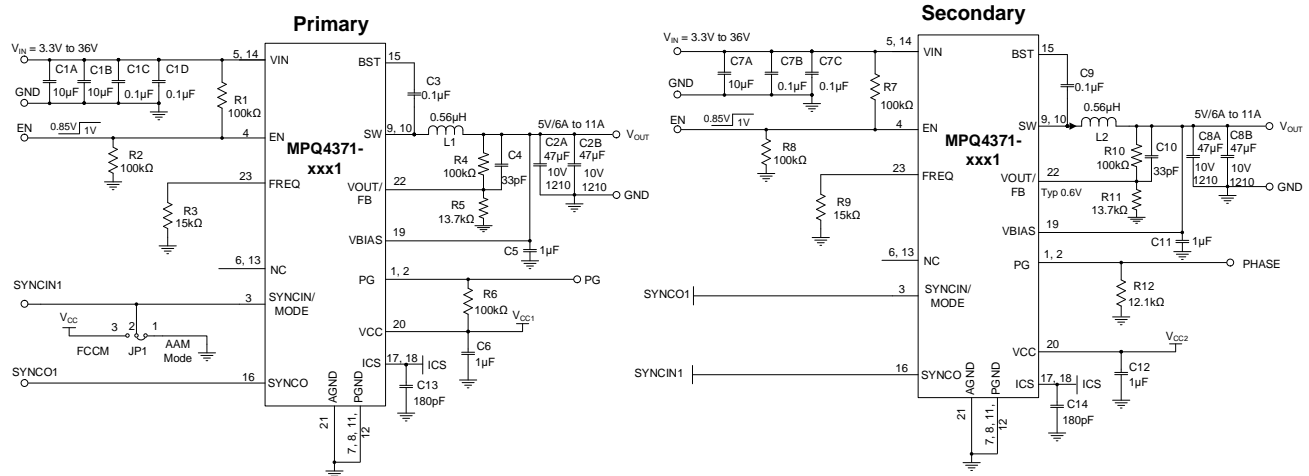 Primary
V_IN = 3.3V to 36V
C1A
10µF
C1B
10µF
C1C
0.1µF
C1D
0.1µF
GND
EN
0.85V
1V
R1
100kΩ
R2
100kΩ
R3
15kΩ
5, 14
VIN
4
EN
23
FREQ
6, 13
NC
SYNCIN1
3
SYNCIN/
MODE
V_CC
3
2
1
FCCM
JP1
AAM
Mode
SYNCO1
16
SYNCO
MPQ4371-
xxx1
BST
15
C3
0.1µF
SW
9, 10
0.56µH
L1
R4
100kΩ
C4
33pF
C2A
47µF
10V
1210
C2B
47µF
10V
1210
5V/6A to 11A
V_OUT
GND
VOUT/
FB
22
R5
13.7kΩ
VBIAS
19
C5
1µF
PG
1, 2
PG
R6
100kΩ
VCC
20
V_CC1
C6
1µF
ICS
17, 18
ICS
C13
180pF
AGND
PGND
21
7, 8, 11,
12
Secondary
V_IN = 3.3V to 36V
C7A
10µF
C7B
0.1µF
C7C
0.1µF
GND
EN
0.85V
1V
R7
100kΩ
R8
100kΩ
R9
15kΩ
5, 14
VIN
4
EN
23
FREQ
6, 13
NC
SYNCO1
3
SYNCIN/
MODE
SYNCIN1
16
SYNCO
MPQ4371-
xxx1
BST
15
C9
0.1µF
SW
9, 10
0.56µH
L2
R10
100kΩ
C10
33pF
C8A
47µF
10V
1210
C8B
47µF
10V
1210
5V/6A to 11A
V_OUT
GND
VOUT/
FB
22
Typ 0.6V
R11
13.7kΩ
VBIAS
19
C11
1µF
PG
1, 2
PHASE
R12
12.1kΩ
VCC
20
V_CC2
C12
1µF
ICS
17, 18
ICS
C14
180pF
AGND
PGND
21
7, 8, 11,
12